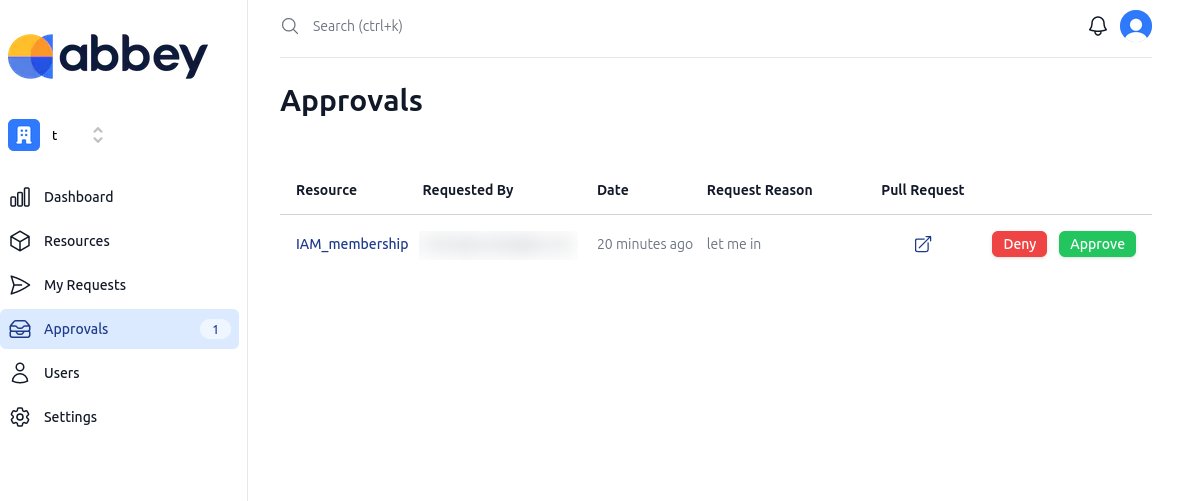 abbey
Search (ctrl+k)
t
Dashboard
Resources
My Requests
Approvals 1
Users
Settings
Approvals
Resource Requested By Date Request Reason Pull Request
IAM_membership 20 minutes ago let me in Deny Approve